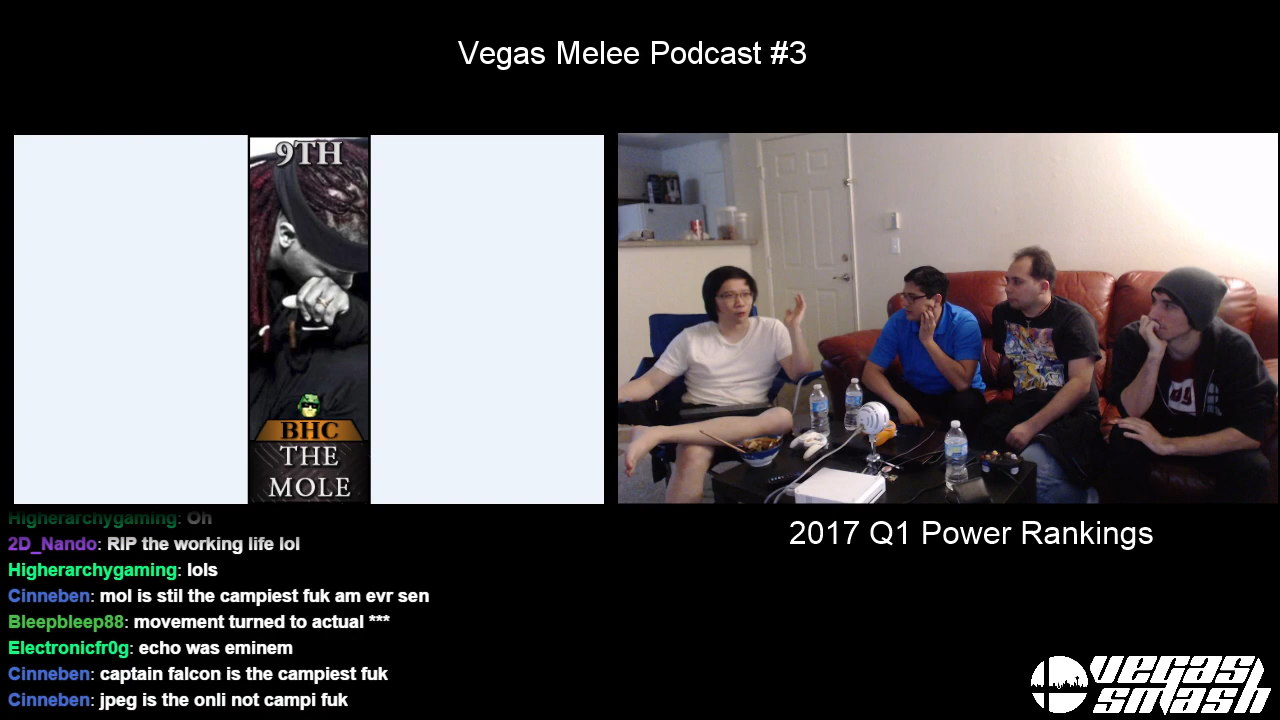 Vegas Melee Podcast #3
9TH
BHC
THE
MOLE
Higherarchygaming: Oh
2D_Nando: RIP the working life lol
Higherarchygaming: lols
Cinneben: mol is stil the campiest fuk am evr sen
Bleepbleep88: movement turned to actual ***
Electronicfr0g: echo was eminem
Cinneben: captain falcon is the campiest fuk
Cinneben: jpeg is the onli not campi fuk
2017 Q1 Power Rankings
VEGAS
SMASH